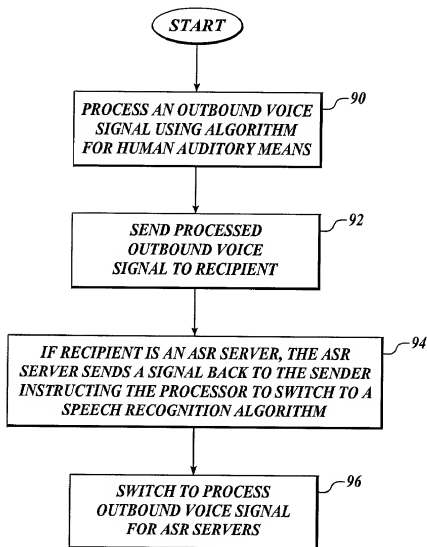 START
90
PROCESS AN OUTBOUND VOICE
SIGNAL USING ALGORITHM
FOR HUMAN AUDITORY MEANS
92
SEND PROCESSED
OUTBOUND VOICE
SIGNAL TO RECIPIENT
94
IF RECIPIENT IS AN ASR SERVER, THE ASR
SERVER SENDS A SIGNAL BACK TO THE SENDER
INSTRUCTING THE PROCESSOR TO SWITCH TO A
SPEECH RECOGNITION ALGORITHM
96
SWITCH TO PROCESS
OUTBOUND VOICE SIGNAL
FOR ASR SERVERS